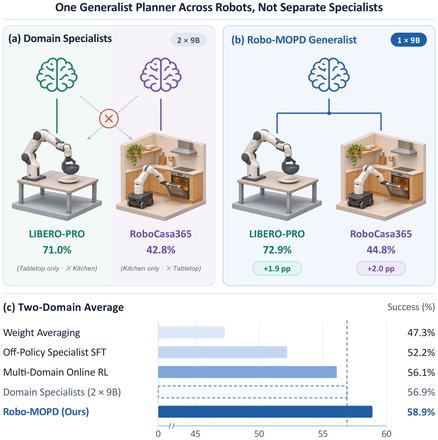 One Generalist Planner Across Robots, Not Separate Specialists
(a) Domain Specialists
2 × 9B
(b) Robo-MOPD Generalist
1 × 9B
LIBERO-PRO
71.0%
(Tabletop only · × Kitchen)
RoboCasa365
42.8%
(Kitchen only · × Tabletop)
LIBERO-PRO
72.9%
+1.9 pp
RoboCasa365
44.8%
+2.0 pp
(c) Two-Domain Average
Success (%)
Weight Averaging
47.3%
Off-Policy Specialist SFT
52.2%
Multi-Domain Online RL
56.1%
Domain Specialists (2 × 9B)
56.9%
Robo-MOPD (Ours)
58.9%
0 45 50 55 60